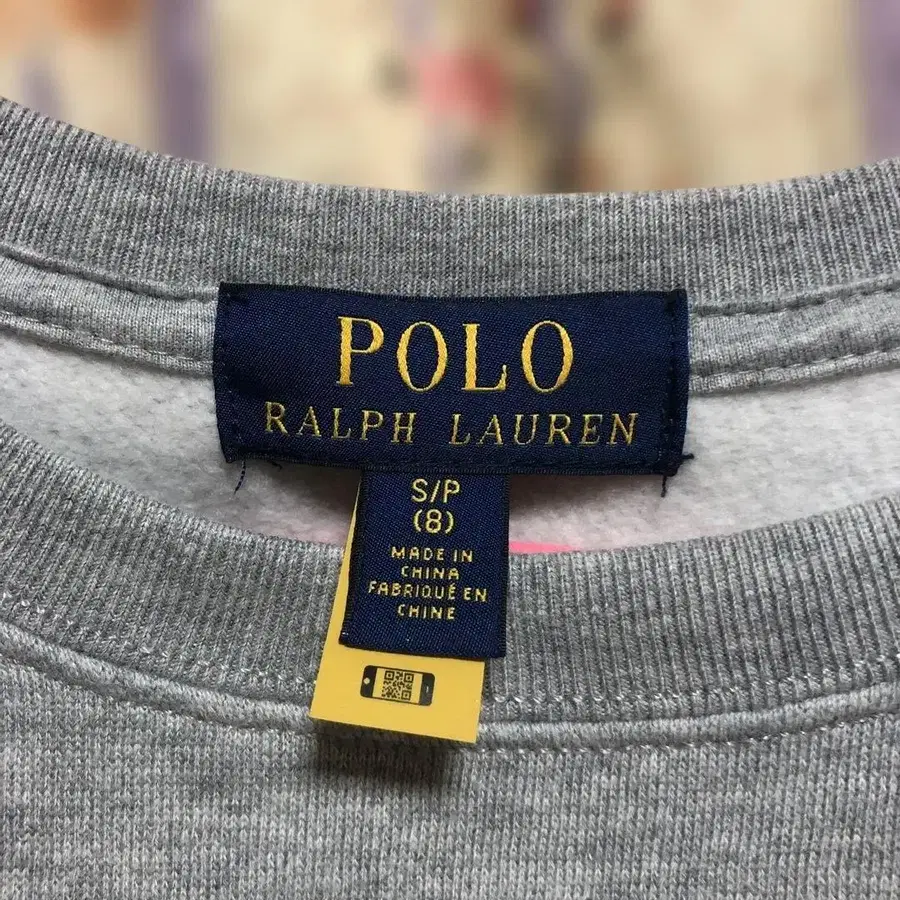 POLO
RALPH LAUREN
S/P
(8)
MADE IN
CHINA
FABRIQUÉ EN
CHINE